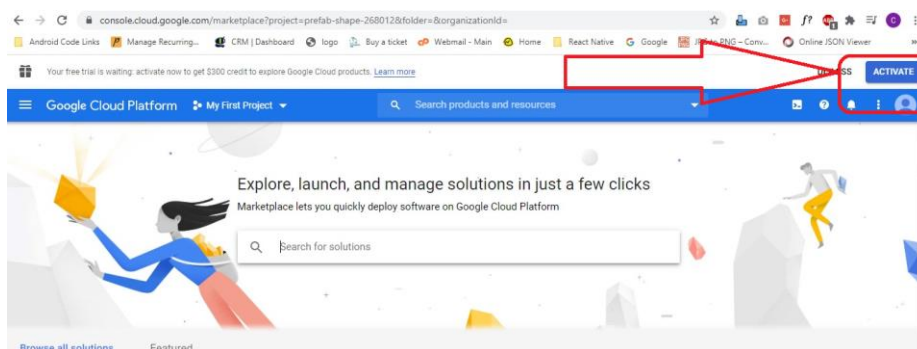 console.cloud.google.com/marketplace?project=prefab-shape-268012&folder=&organizationId=
Android Code Links Manage Recurring... CRM | Dashboard logo Buy a ticket Webmail - Main Home React Native Google JPG to PNG – Conv... Online JSON Viewer »
Your free trial is waiting: activate now to get $300 credit to explore Google Cloud products. Learn more ACTIVATE
Google Cloud Platform My First Project Search products and resources
Explore, launch, and manage solutions in just a few clicks
Marketplace lets you quickly deploy software on Google Cloud Platform
Search for solutions
Browse all solutions Featured